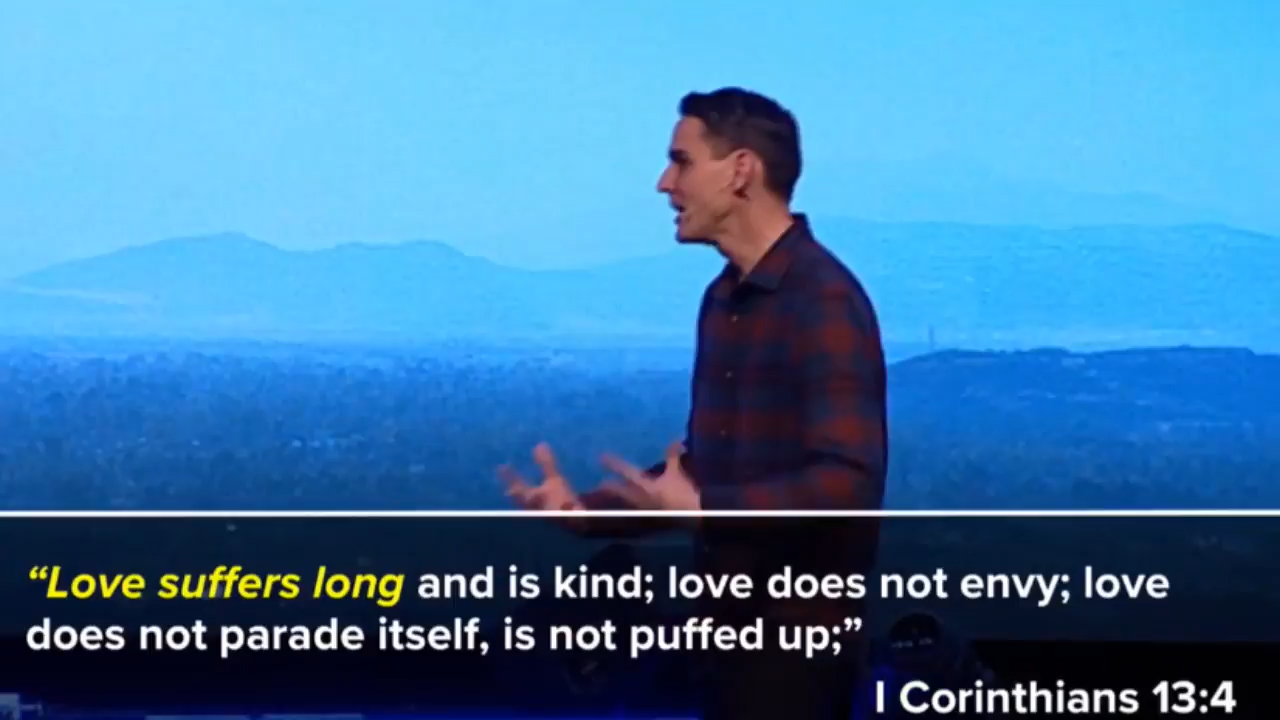 “Love suffers long and is kind; love does not envy; love
does not parade itself, is not puffed up;”
I Corinthians 13:4